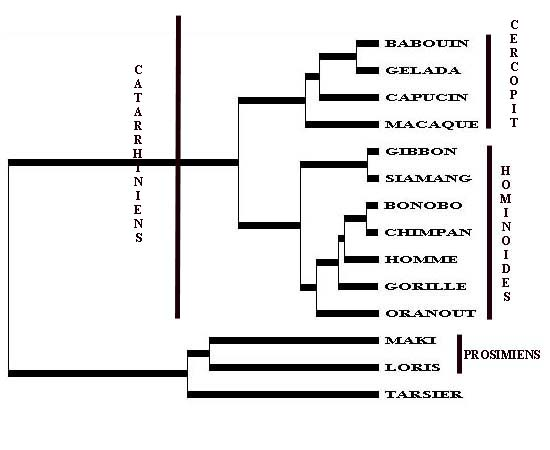 CATARRHINIENS
BABOUIN
GELADA
CAPUCIN
MACAQUE
CERCOPIT
GIBBON
SIAMANG
BONOBO
CHIMPAN
HOMME
GORILLE
ORANOUT
HOMINOIDES
MAKI
LORIS
PROSIMIENS
TARSIER